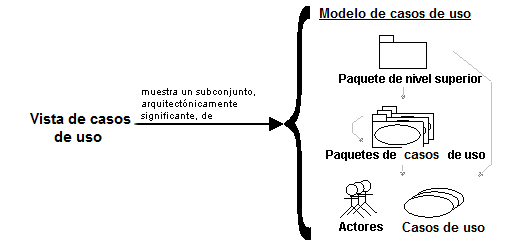 Modelo de casos de uso
Paquete de nivel superior
muestra un subconjunto,
arquitectónicamente
significante, de
Vista de casos
de uso
Paquetes de casos de uso
Actores
Casos de uso